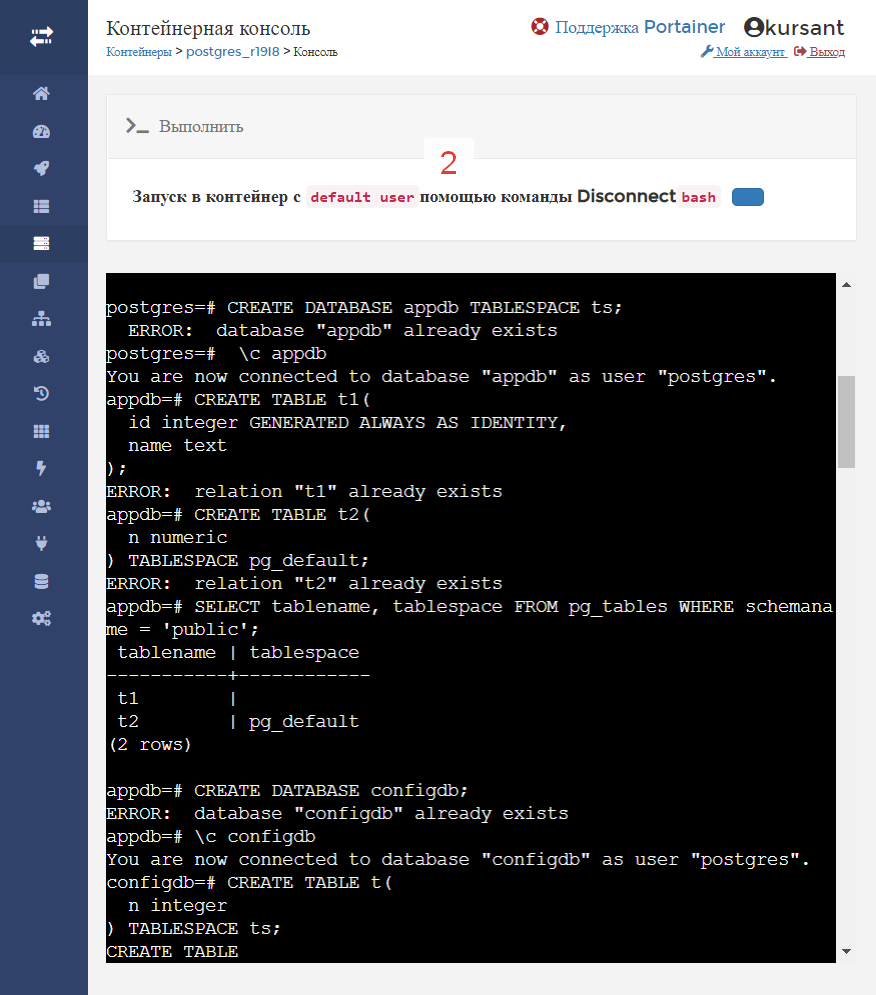 Контейнерная консоль
Поддержка Portainer
kursant
Контейнеры > postgres_r19l8 > Консоль
Мой аккаунт
Выход
>_ Выполнить
2
Запуск в контейнер с default user помощью команды Disconnect bash
postgres=# CREATE DATABASE appdb TABLESPACE ts;
ERROR:  database "appdb" already exists
postgres=#  \c appdb
You are now connected to database "appdb" as user "postgres".
appdb=# CREATE TABLE t1(
id integer GENERATED ALWAYS AS IDENTITY,
name text
);
ERROR:  relation "t1" already exists
appdb=# CREATE TABLE t2(
n numeric
) TABLESPACE pg_default;
ERROR:  relation "t2" already exists
appdb=# SELECT tablename, tablespace FROM pg_tables WHERE schemana
me = 'public';
tablename | tablespace
-----------+------------
t1        |
t2        | pg_default
(2 rows)
appdb=# CREATE DATABASE configdb;
ERROR:  database "configdb" already exists
appdb=# \c configdb
You are now connected to database "configdb" as user "postgres".
configdb=# CREATE TABLE t(
n integer
) TABLESPACE ts;
CREATE TABLE